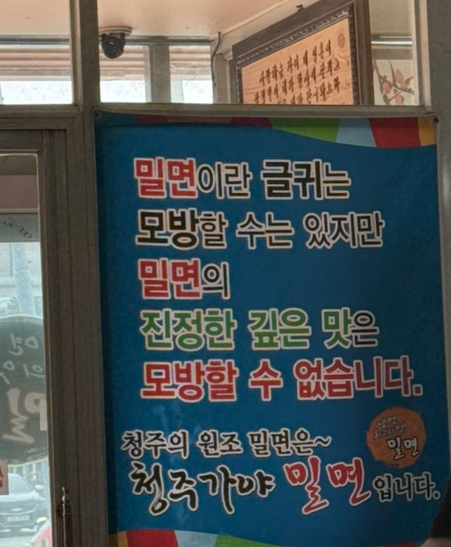 밀면이란 글귀는
모방할 수는 있지만
밀면의
진정한 깊은 맛은
모방할 수 없습니다.
밀면
청주의 원조 밀면은~
청주가야 밀면 입니다.